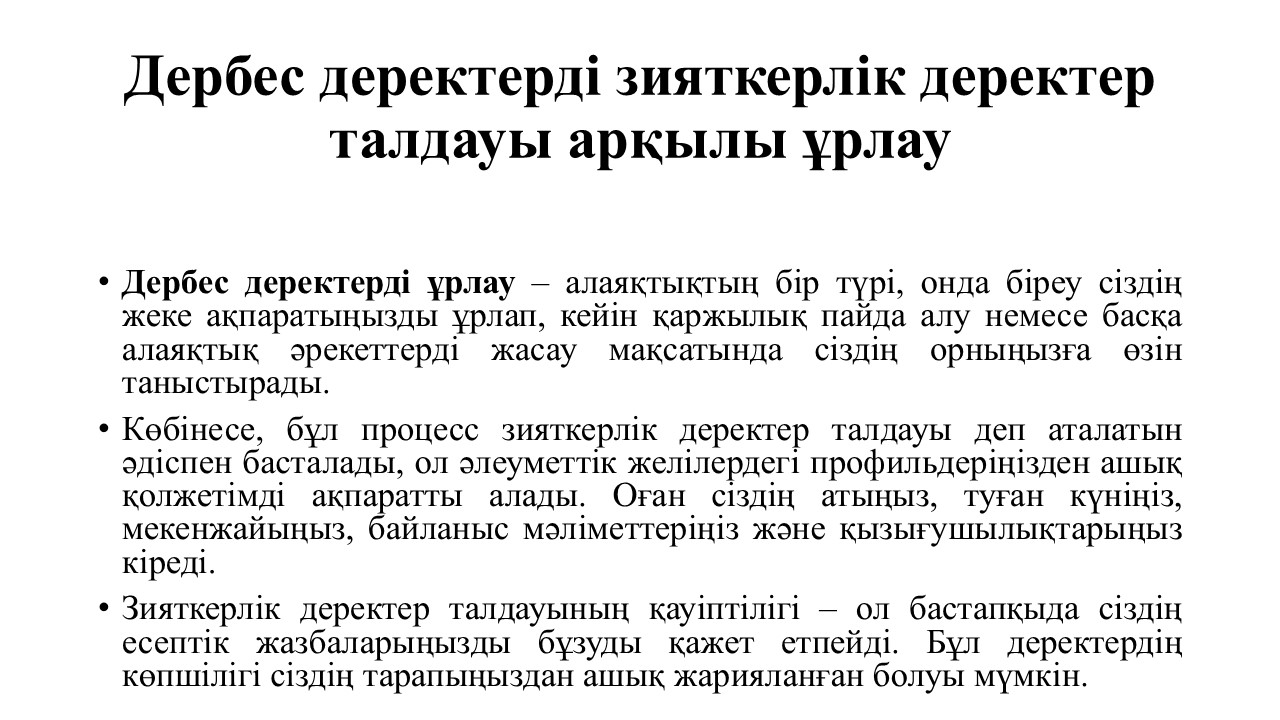 Дербес деректерді зияткерлік деректер
талдауы арқылы ұрлау
• Дербес деректерді ұрлау – алаяқтықтың бір түрі, онда біреу сіздің
жеке ақпаратыңызды ұрлап, кейін қаржылық пайда алу немесе басқа
алаяқтық әрекеттерді жасау мақсатында сіздің орныңызға өзін
таныстырады.
• Көбінесе, бұл процесс зияткерлік деректер талдауы деп аталатын
әдіспен басталады, ол әлеуметтік желілердегі профильдеріңізден ашық
қолжетімді ақпаратты алады. Оған сіздің атыңыз, туған күніңіз,
мекенжайыңыз, байланыс мәліметтеріңіз және қызығушылықтарыңыз
кіреді.
• Зияткерлік деректер талдауының қауіптілігі – ол бастапқыда сіздің
есептік жазбаларыңызды бұзуды қажет етпейді. Бұл деректердің
көпшілігі сіздің тарапыңыздан ашық жарияланған болуы мүмкін.